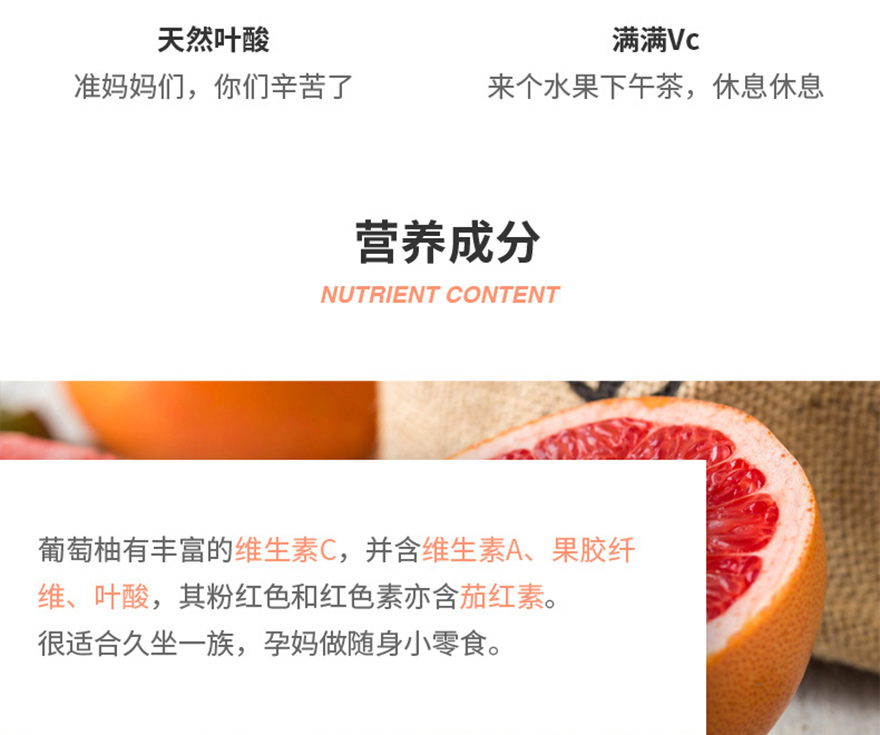 天然叶酸
满满Vc
准妈妈们，你们辛苦了
来个水果下午茶，休息休息
营养成分
NUTRIENT CONTENT
葡萄柚有丰富的维生素C，并含维生素A、果胶纤
维、叶酸，其粉红色和红色素亦含茄红素。
很适合久坐一族，孕妈做随身小零食。